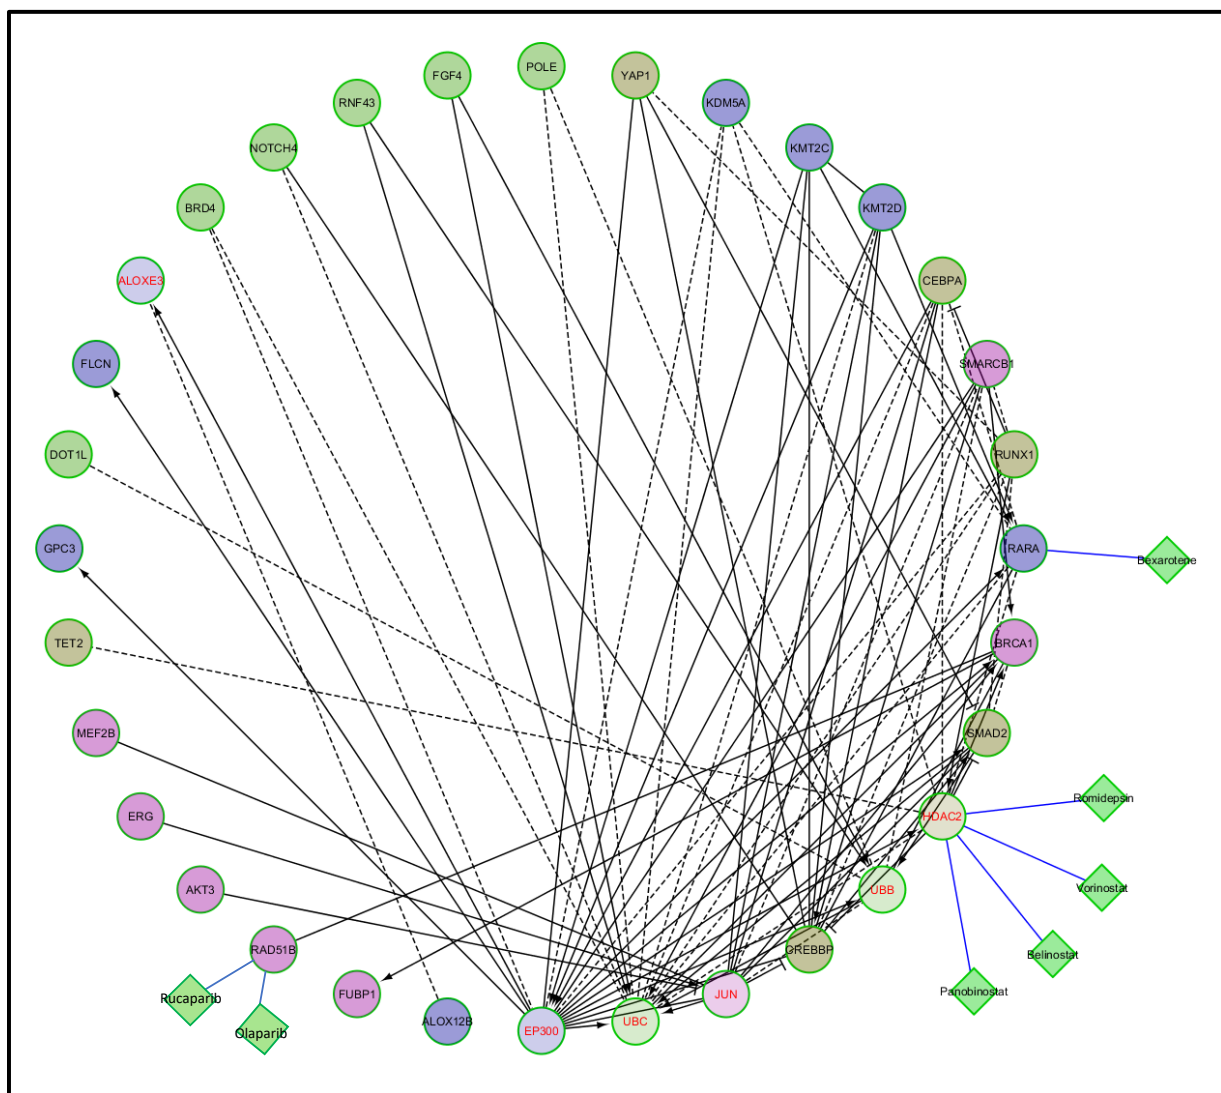 POLE
FGF4
YAP1
RNF43
KDM5A
NOTCH4
KMT2C
BRD4
KMT2D
ALOXE3
CEBPA
FLCN
SMARCB1
DOT1L
RUNX1
GPC3
RARA
Bexarotene
TET2
BRCA1
MEF2B
SMAD2
Romidepsin
ERG
HDAC2
AKT3
UBB
Vorinostat
RAD51B
CREBBP
Belinostat
Rucaparib
FUBP1
JUN
Panobinostat
Olaparib
ALOX12B
EP300
UBC